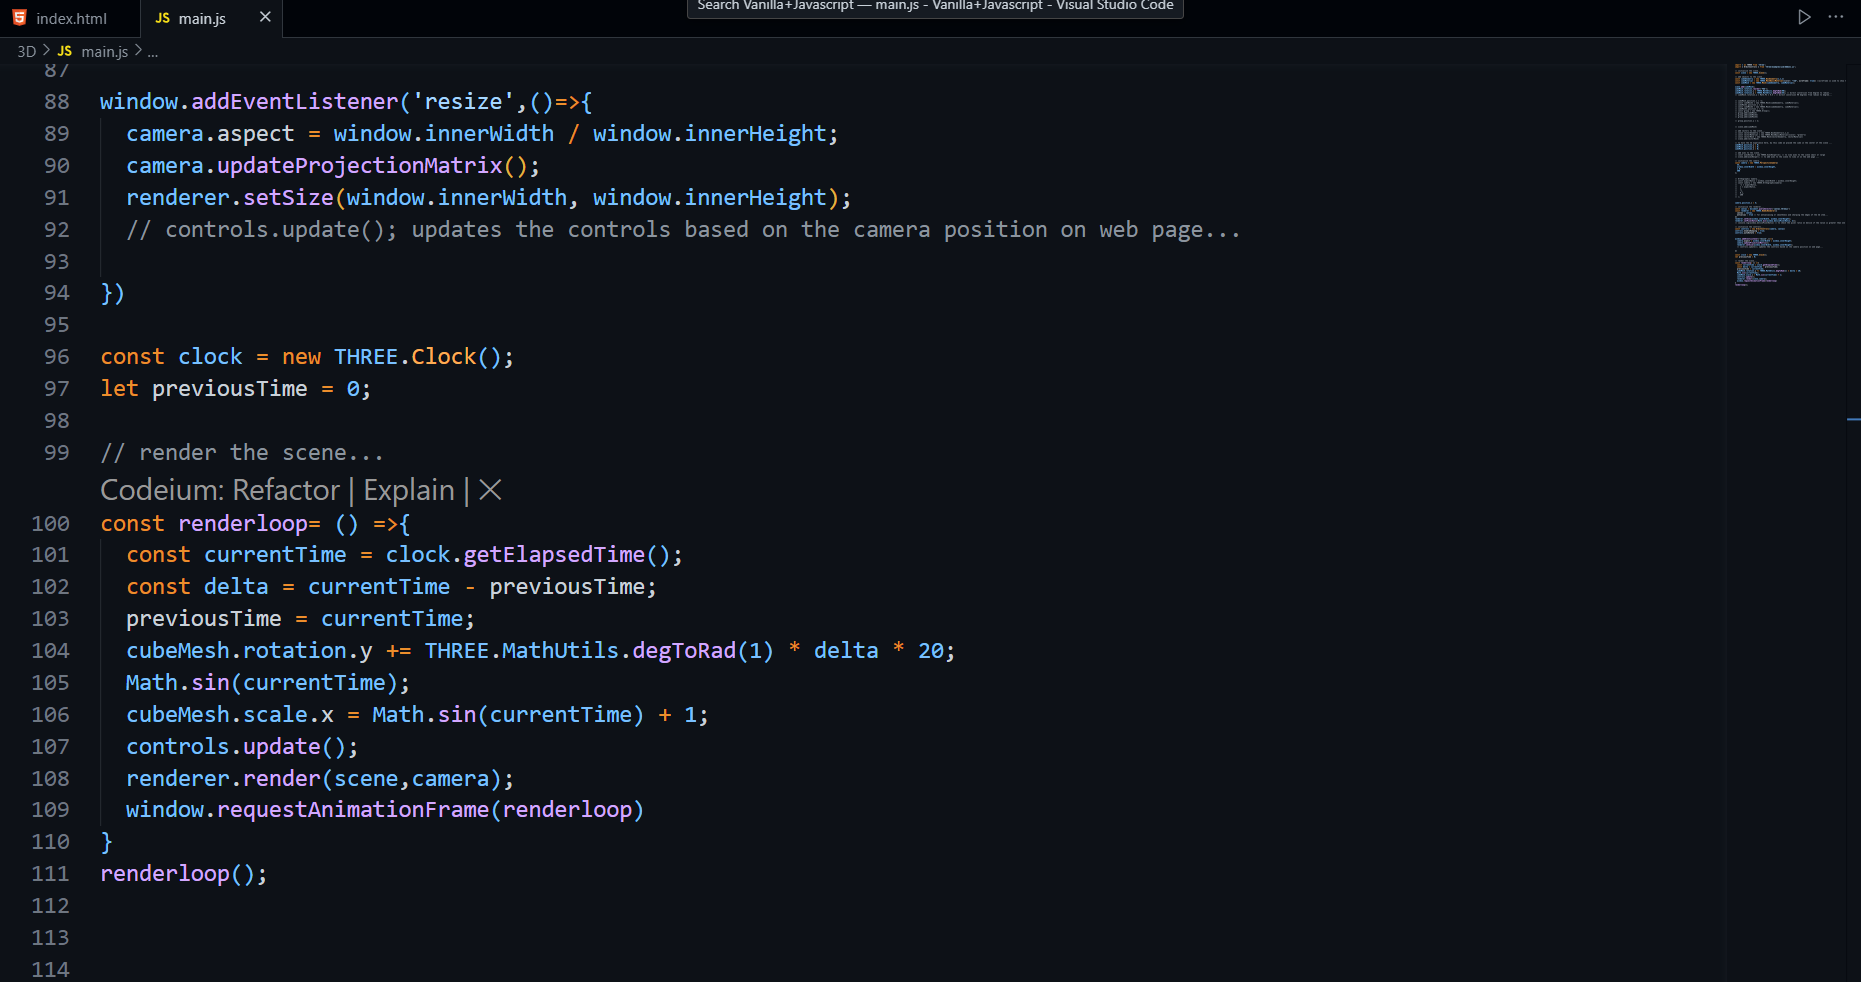 index.html
JS main.js
Search Vanilla+Javascript — main.js - Vanilla+Javascript - Visual Studio Code
3D > JS main.js > ...
87
88 window.addEventListener('resize',()=>{
89 camera.aspect = window.innerWidth / window.innerHeight;
90 camera.updateProjectionMatrix();
91 renderer.setSize(window.innerWidth, window.innerHeight);
92 // controls.update(); updates the controls based on the camera position on web page...
93
94 })
95
96 const clock = new THREE.Clock();
97 let previousTime = 0;
98
99 // render the scene...
Codeium: Refactor | Explain | ×
100 const renderloop= () =>{
101 const currentTime = clock.getElapsedTime();
102 const delta = currentTime - previousTime;
103 previousTime = currentTime;
104 cubeMesh.rotation.y += THREE.MathUtils.degToRad(1) * delta * 20;
105 Math.sin(currentTime);
106 cubeMesh.scale.x = Math.sin(currentTime) + 1;
107 controls.update();
108 renderer.render(scene,camera);
109 window.requestAnimationFrame(renderloop)
110 }
111 renderloop();
112
113
114